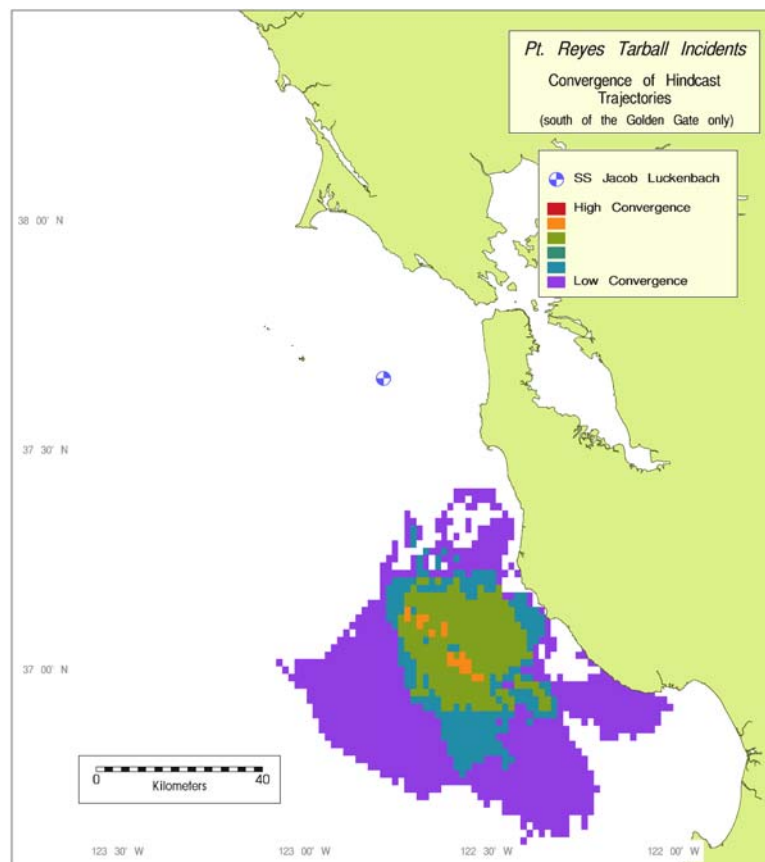 Pt. Reyes Tarball Incidents
Convergence of Hindcast
Trajectories
(south of the Golden Gate only)
SS Jacob Luckenbach
High Convergence
Low Convergence
38 00' N
37 30' N
37 00' N
0 40
Kilometers
123 30' W 123 00' W 122 30' W 122 00' W